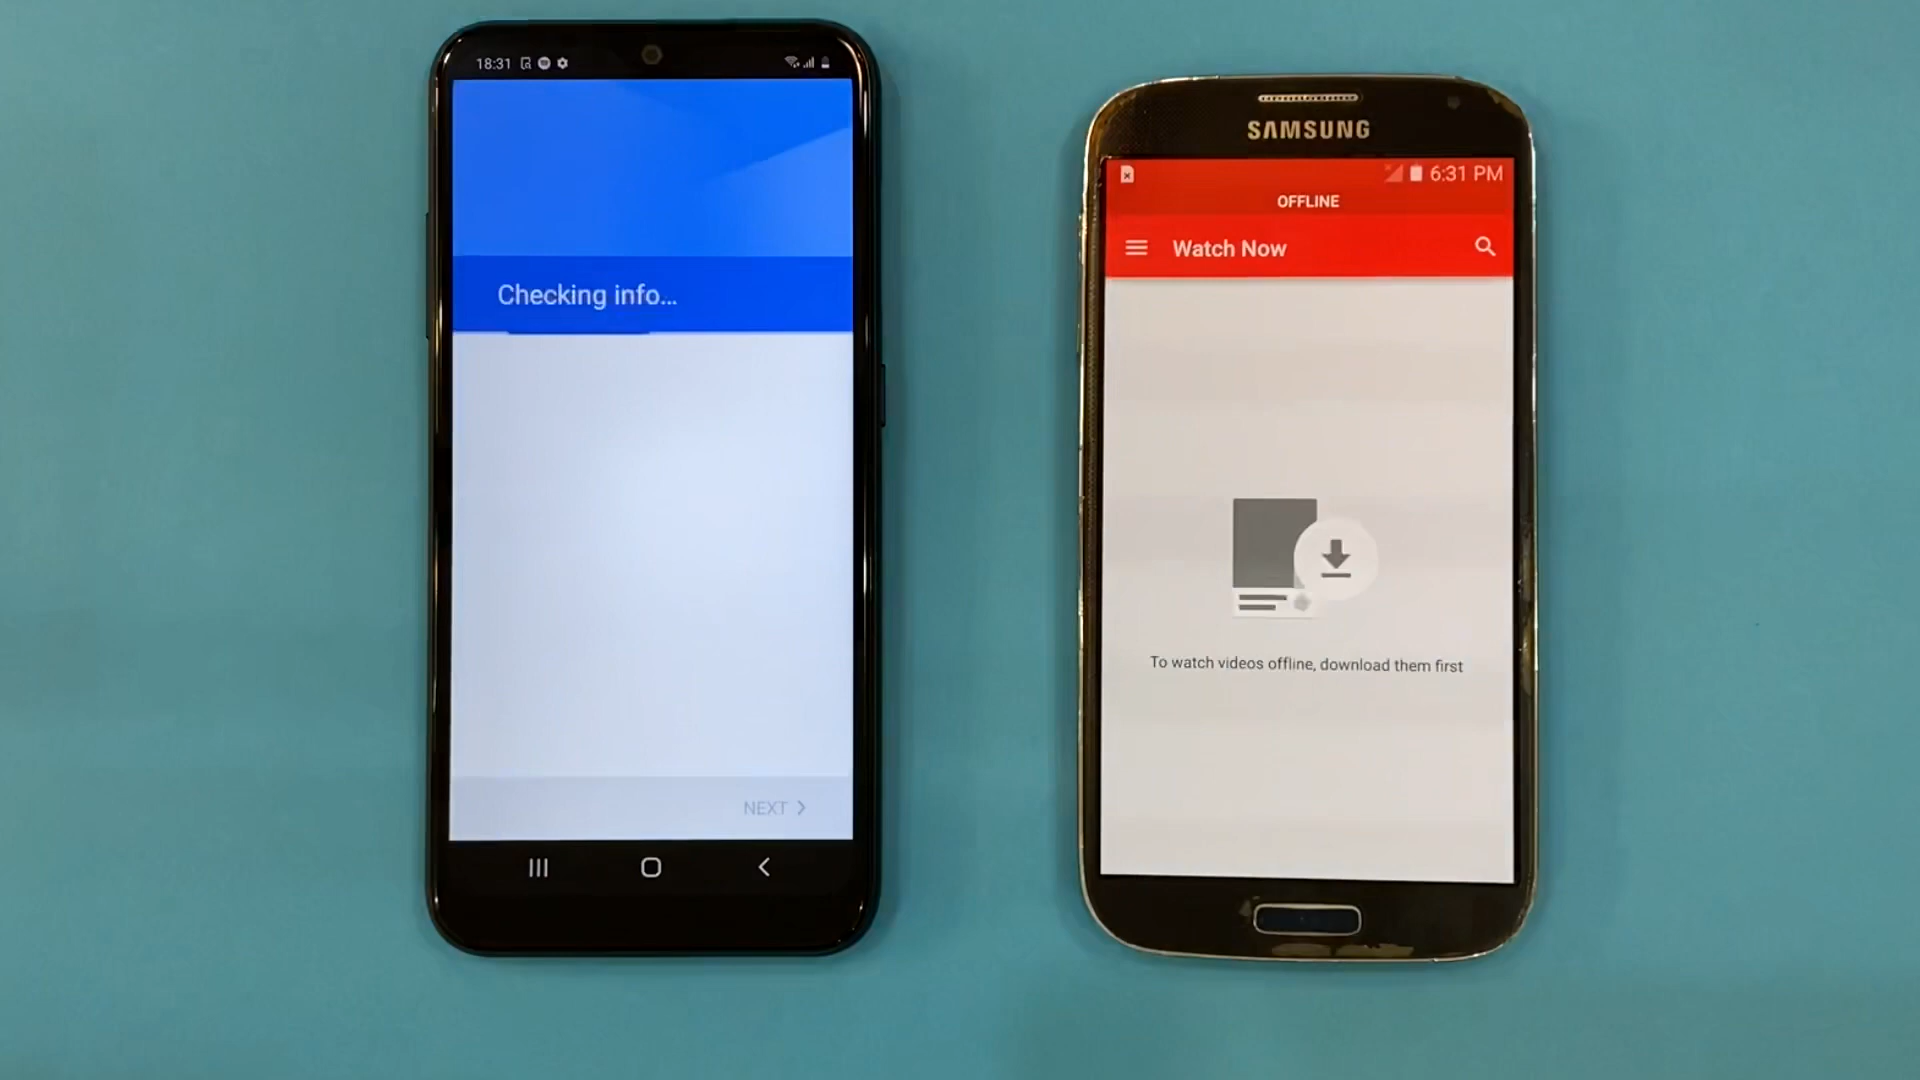 18:31
Checking info...
NEXT
SAMSUNG
6:31 PM
OFFLINE
Watch Now
To watch videos offline, download them first